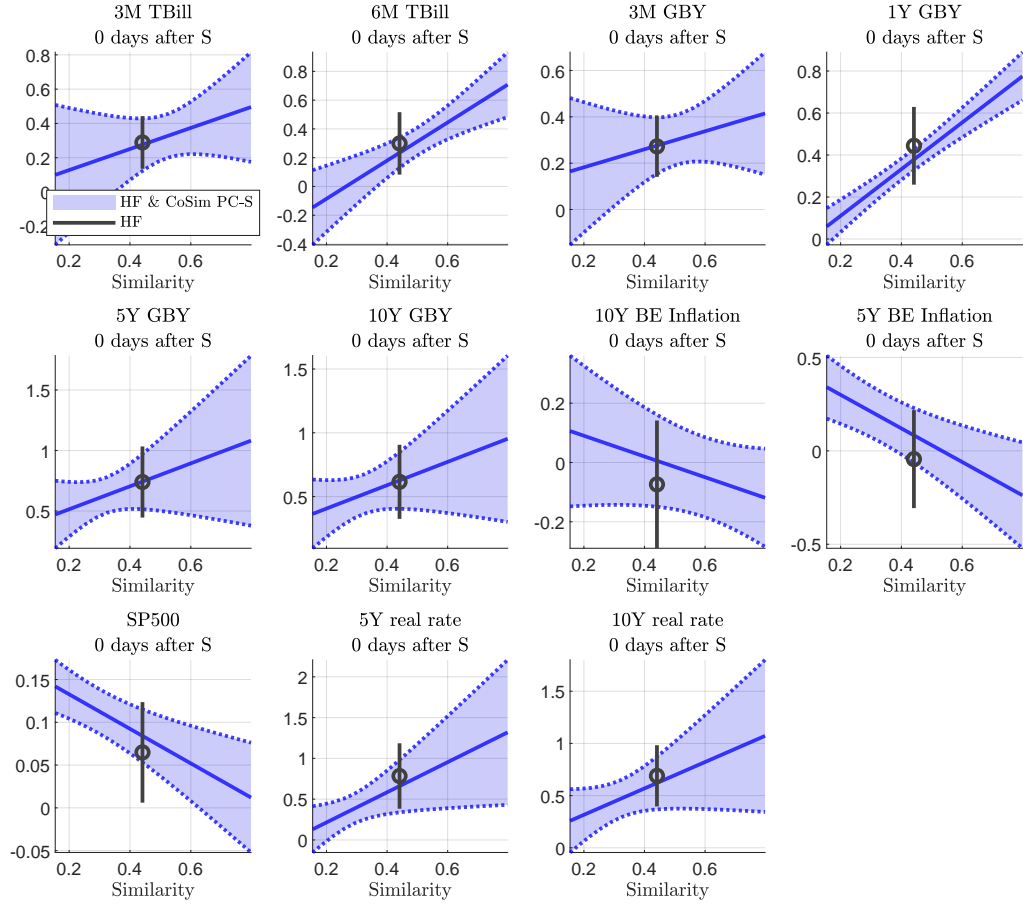 3M TBill
0 days after S
0.8
0.6
0.4
0.2
0
-0.2
HF & CoSim PC-S
HF
0.2 0.4 0.6
Similarity
6M TBill
0 days after S
0.8
0.6
0.4
0.2
0
-0.2
-0.4
0.2 0.4 0.6
Similarity
3M GBY
0 days after S
0.6
0.4
0.2
0
0.2 0.4 0.6
Similarity
1Y GBY
0 days after S
0.8
0.6
0.4
0.2
0
0.2 0.4 0.6
Similarity
5Y GBY
0 days after S
1.5
1
0.5
0.2 0.4 0.6
Similarity
10Y GBY
0 days after S
1.5
1
0.5
0.2 0.4 0.6
Similarity
10Y BE Inflation
0 days after S
0.2
0
-0.2
0.2 0.4 0.6
Similarity
5Y BE Inflation
0 days after S
0.5
0
-0.5
0.2 0.4 0.6
Similarity
SP500
0 days after S
0.15
0.1
0.05
0
-0.05
0.2 0.4 0.6
Similarity
5Y real rate
0 days after S
2
1.5
1
0.5
0
0.2 0.4 0.6
Similarity
10Y real rate
0 days after S
1.5
1
0.5
0
0.2 0.4 0.6
Similarity